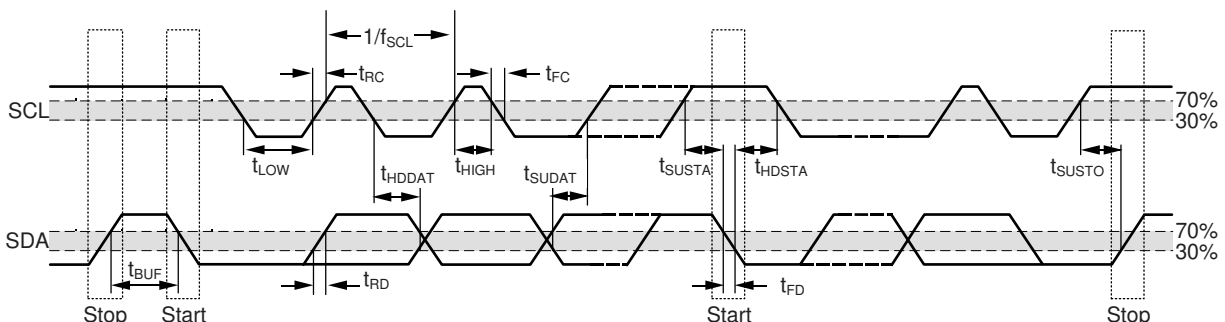 1/fSCL
tRC
tFC
SCL
70%
30%
tLOW
tHDDAT
tHIGH
tSUDAT
tSUSTA
tHDSTA
tSUSTO
SDA
70%
30%
tBUF
tRD
tFD
Stop
Start
Start
Stop